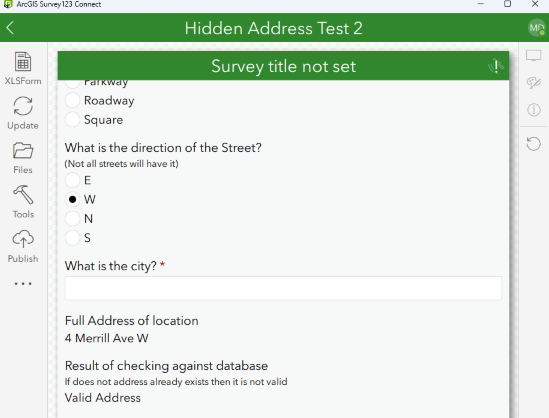 ArcGIS Survey123 Connect
Hidden Address Test 2
MD
XLSForm
Update
Files
Tools
Publish
Survey title not set
Parkway
Roadway
Square
What is the direction of the Street?
(Not all streets will have it)
E
W
N
S
What is the city? *
Full Address of location
4 Merrill Ave W
Result of checking against database
If does not address already exists then it is not valid
Valid Address